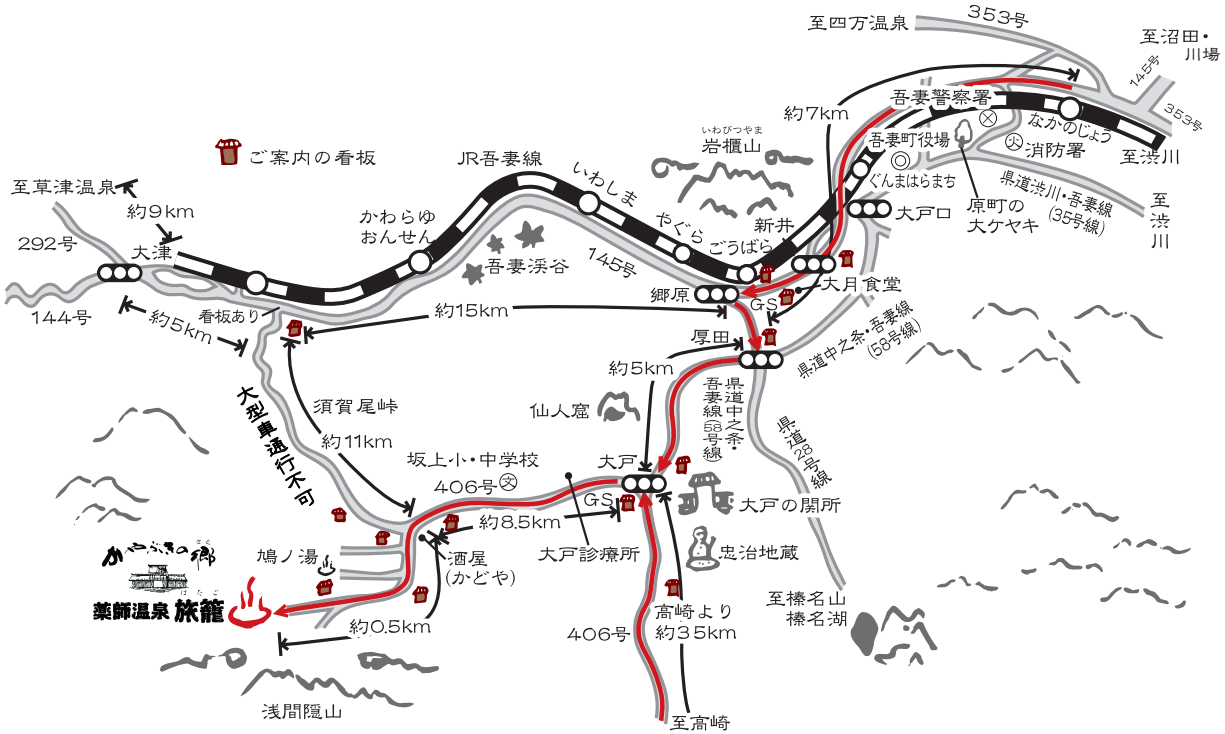 353号
至四万温泉
至沼田・
川場
145号
353号
約7km
吾妻警察署
なかのじょう
至渋川
いわびつやま
岩櫃山
吾妻町役場
消防署
火
ぐんまはらまち
県道渋川・吾妻線
(35号線)
至渋川
ご案内の看板
JR吾妻線
いわしま
至草津温泉
約9km
かわらゆ
おんせん
やぐら
新井
大戸口
原町の
大ケヤキ
ごうばら
292号
大津
吾妻渓谷
145号
大月食堂
郷原
GS
144号
約5km
看板あり
約15km
厚田
県道中之条・吾妻線
(58号線)
約5km
大型車通行不可
須賀尾峠
仙人窟
県道中之条・
吾妻線(58号線)
県道28号線
約11km
坂上小・中学校
大戸
406号
文
GS
大戸の関所
約8.5km
さと
かやぶきの郷
鳩ノ湯
酒屋
(かどや)
大戸診療所
忠治地蔵
はたご
薬師温泉 旅籠
高崎より
約35km
至榛名山
榛名湖
約0.5km
406号
浅間隠山
至高崎